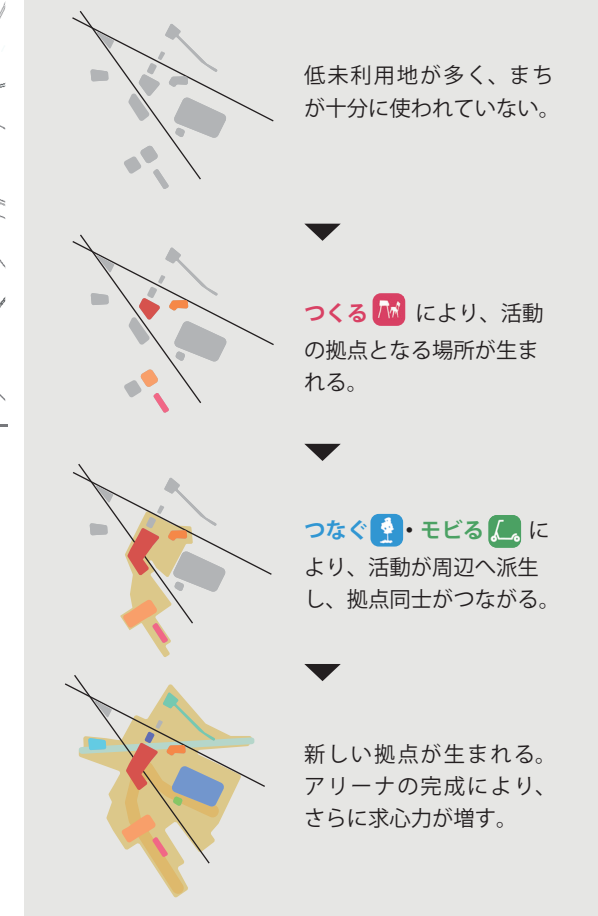 低未利用地が多く、まち
が十分に使われていない。
つくる により、活動
の拠点となる場所が生ま
れる。
つなぐ・モビる に
より、活動が周辺へ派生
し、拠点同士がつながる。
新しい拠点が生まれる。
アリーナの完成により、
さらに求心力が増す。